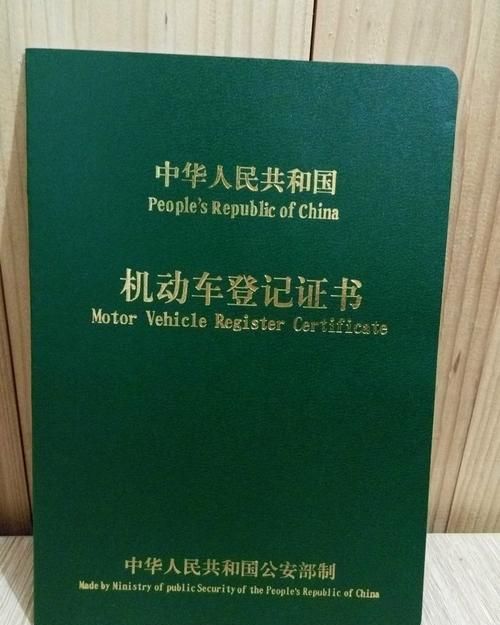 中华人民共和国
People's Republic of China
机动车登记证书
Motor Vehicle Register Certificate
中华人民共和国公安部制
Made by Ministry of public Security of the People's Republic of China